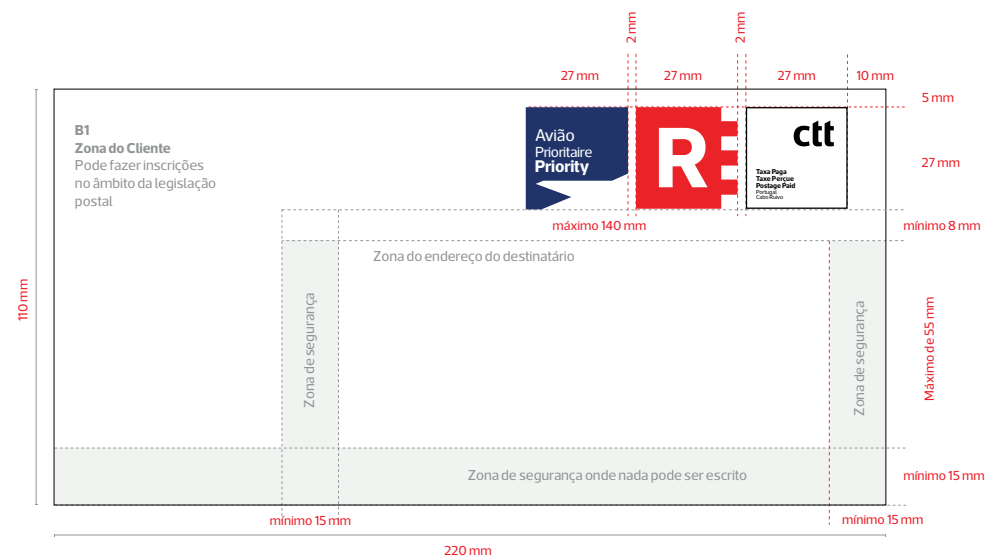 2 mm
2 mm
27 mm
27 mm
27 mm
10 mm
5 mm
B1
Zona do Cliente
Pode fazer inscrições
no âmbito da legislação
postal
Avião
Prioritaire
Priority
R
ctt
Taxa Paga
Taxe Perçue
Postage Paid
Portugal
Cabo Ruivo
27 mm
máximo 140 mm
mínimo 8 mm
Zona do endereço do destinatário
110 mm
Zona de segurança
Zona de segurança
Máximo de 55 mm
Zona de segurança onde nada pode ser escrito
mínimo 15 mm
mínimo 15 mm
mínimo 15 mm
220 mm